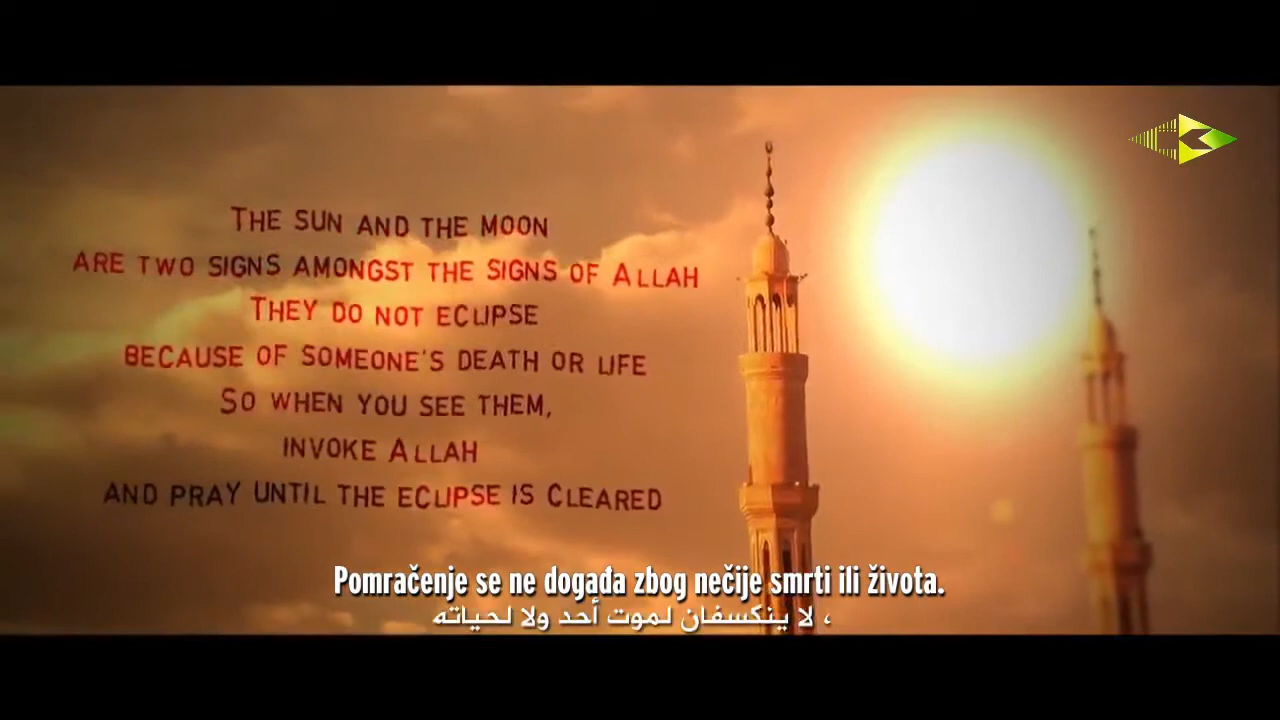 THE SUN AND THE MOON
ARE TWO SIGNS AMONGST THE SIGNS OF ALLAH
THEY DO NOT ECLIPSE
BECAUSE OF SOMEONE'S DEATH OR LIFE
SO WHEN YOU SEE THEM,
INVOKE ALLAH
AND PRAY UNTIL THE ECLIPSE IS CLEARED
Pomračenje se ne događa zbog nečije smrti ili života.
، لا ينكسفان لموت أحد ولا لحياته